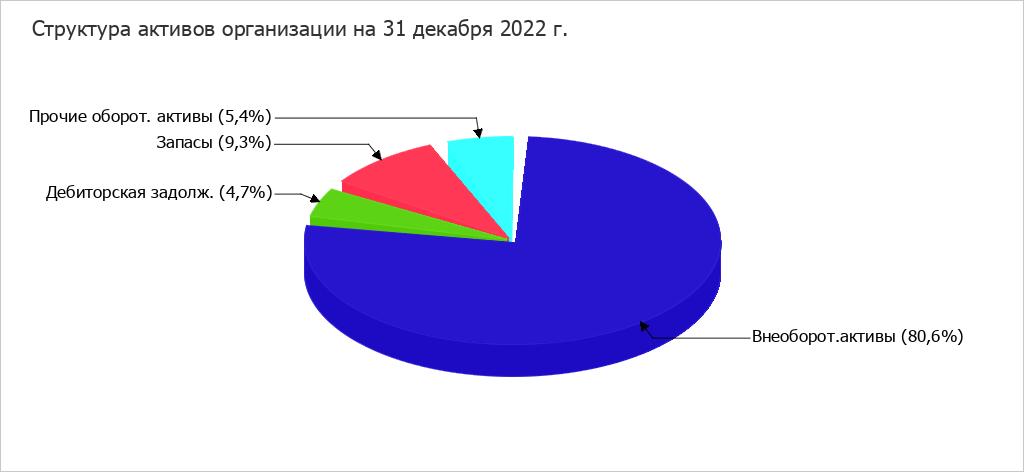 Структура активов организации на 31 декабря 2022 г.
Прочие оборот. активы (5,4%)
Запасы (9,3%)
Дебиторская задолж. (4,7%)
Внеоборот.активы (80,6%)